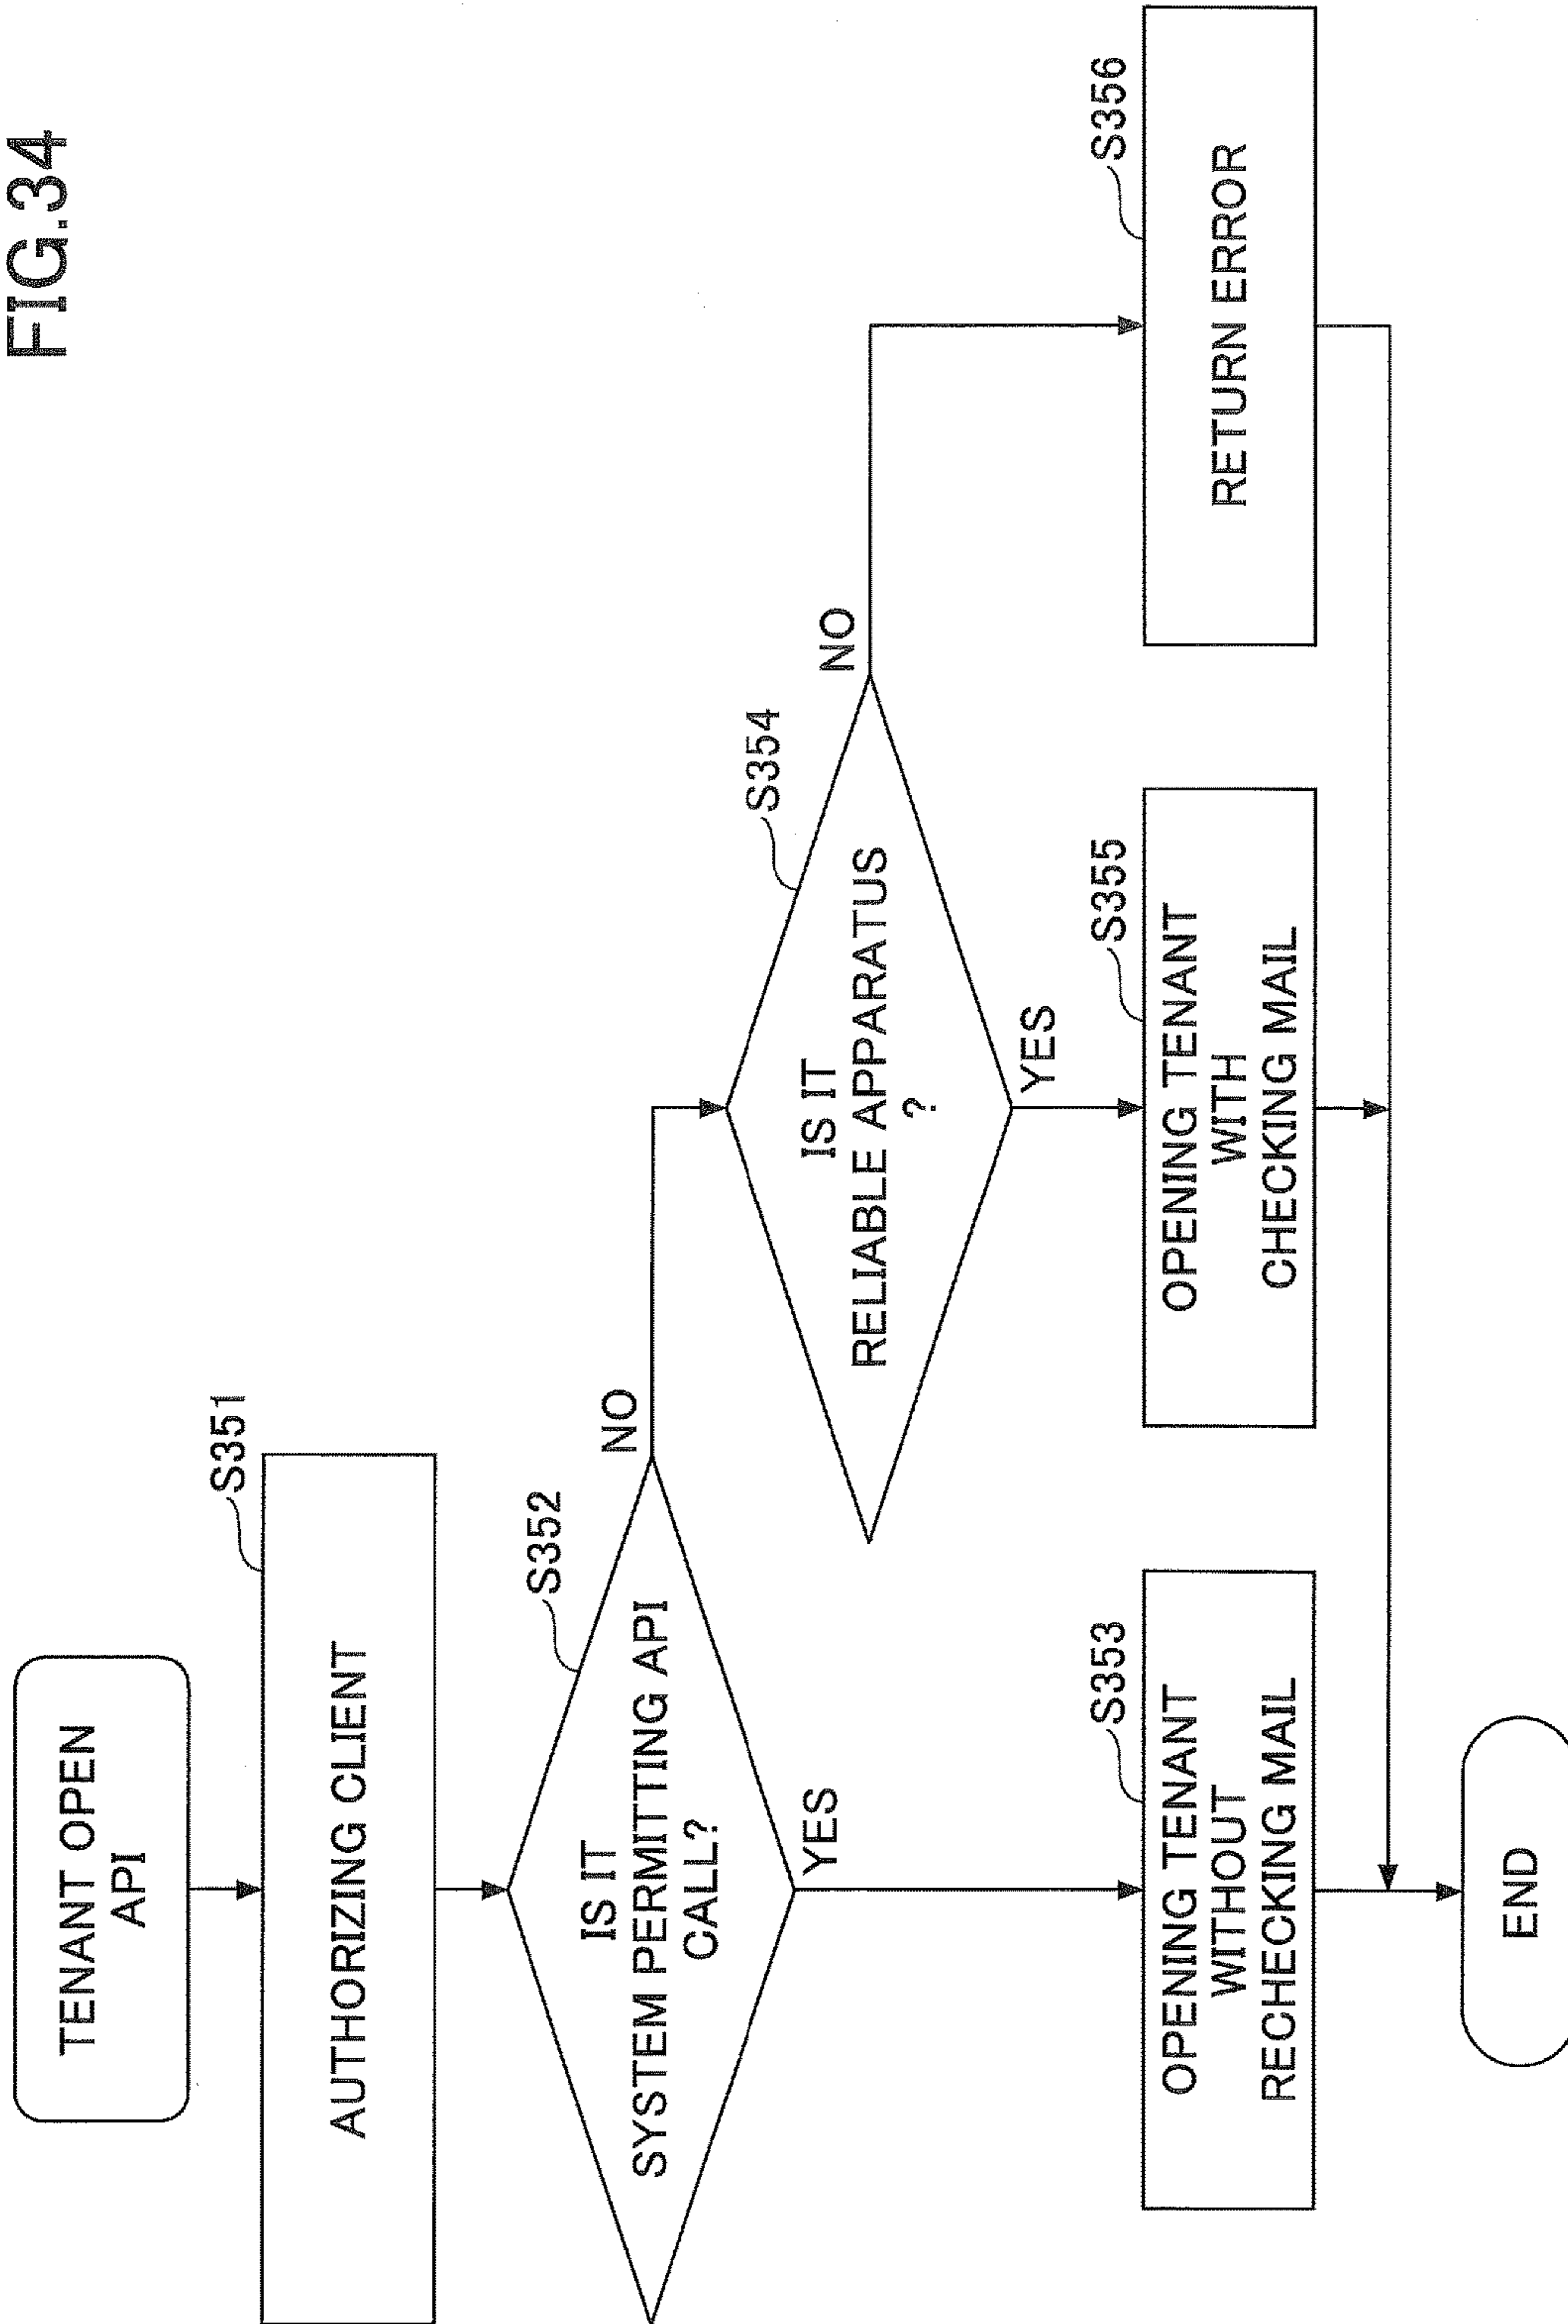 FIG.34
TENANT OPEN
API
S351
AUTHORIZING CLIENT
S352
IS IT
SYSTEM PERMITTING API
CALL?
NO
YES
S354
IS IT
RELIABLE APPARATUS
?
NO
YES
S353
OPENING TENANT
WITHOUT
RECHECKING MAIL
S355
OPENING TENANT
WITH
CHECKING MAIL
S356
RETURN ERROR
END